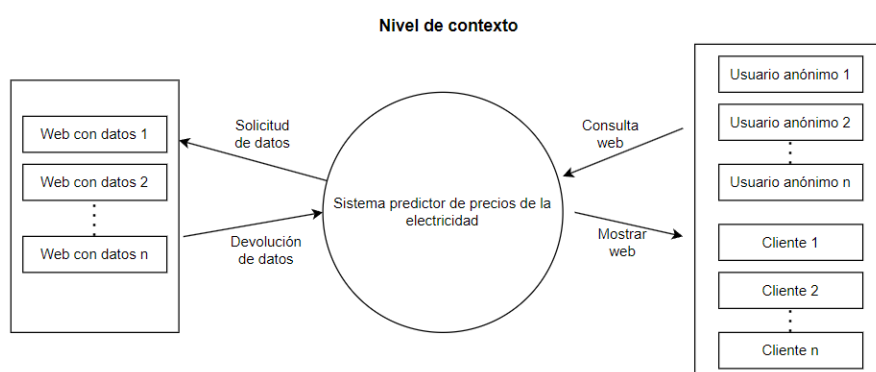 Nivel de contexto
Web con datos 1
Web con datos 2
Web con datos n
Solicitud
de datos
Devolución
de datos
Sistema predictor de precios de la
electricidad
Consulta
web
Mostrar
web
Usuario anónimo 1
Usuario anónimo 2
Usuario anónimo n
Cliente 1
Cliente 2
Cliente n